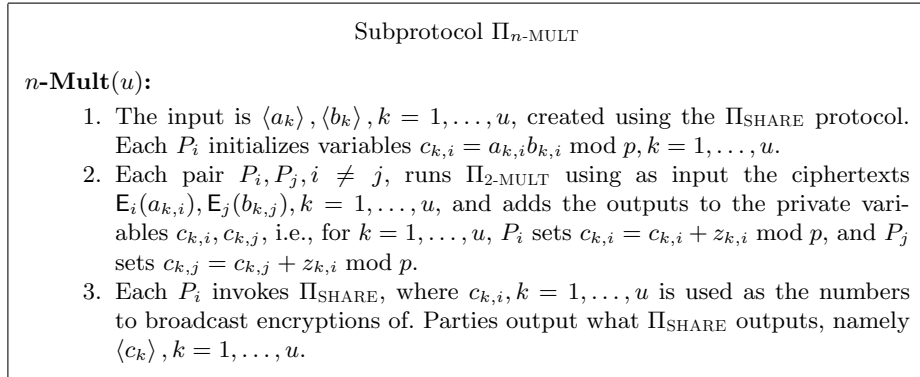 Subprotocol Π_{n-MULT}
n-Mult(u):
1. The input is ⟨a_k⟩ , ⟨b_k⟩ , k = 1, . . . , u, created using the Π_{SHARE} protocol.
Each P_i initializes variables c_{k,i} = a_{k,i}b_{k,i} mod p, k = 1, . . . , u.
2. Each pair P_i, P_j, i ≠ j, runs Π_{2-MULT} using as input the ciphertexts
E_i(a_{k,i}), E_j(b_{k,j}), k = 1, . . . , u, and adds the outputs to the private vari-
ables c_{k,i}, c_{k,j}, i.e., for k = 1, . . . , u, P_i sets c_{k,i} = c_{k,i} + z_{k,i} mod p, and P_j
sets c_{k,j} = c_{k,j} + z_{k,i} mod p.
3. Each P_i invokes Π_{SHARE}, where c_{k,i}, k = 1, . . . , u is used as the numbers
to broadcast encryptions of. Parties output what Π_{SHARE} outputs, namely
⟨c_k⟩ , k = 1, . . . , u.